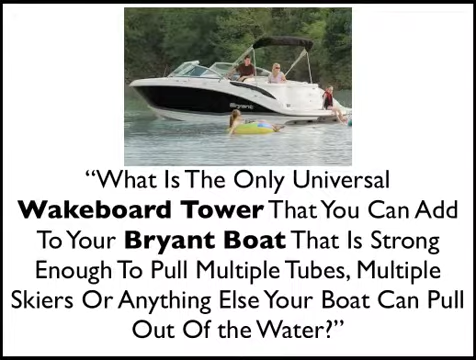 Bryant
“What Is The Only Universal
Wakeboard Tower That You Can Add
To Your Bryant Boat That Is Strong
Enough To Pull Multiple Tubes, Multiple
Skiers Or Anything Else Your Boat Can Pull
Out Of the Water?”